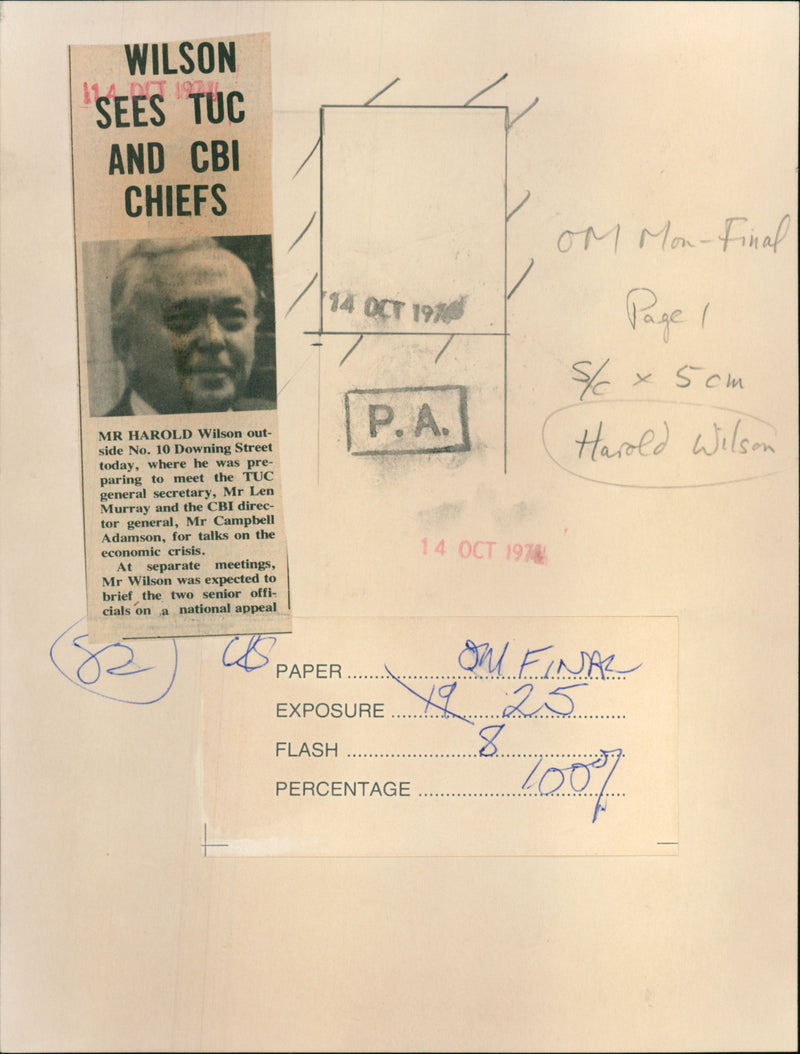 WILSON
14 OCT 1974
SEES TUC
AND CBI
CHIEFS
MR HAROLD Wilson out-
side No. 10 Downing Street
today, where he was pre-
paring to meet the TUC
general secretary, Mr Len
Murray and the CBI direc-
tor general, Mr Campbell
Adamson, for talks on the
economic crisis.
At separate meetings,
Mr Wilson was expected to
brief the two senior offi-
cials on a national appeal
14 OCT 197
P.A.
14 OCT 1974
OM Mon-Final
Page 1
S/C × 5 cm
Harold Wilson
82
PAPER OM FINAL
EXPOSURE 19 25
FLASH 8
PERCENTAGE 100%